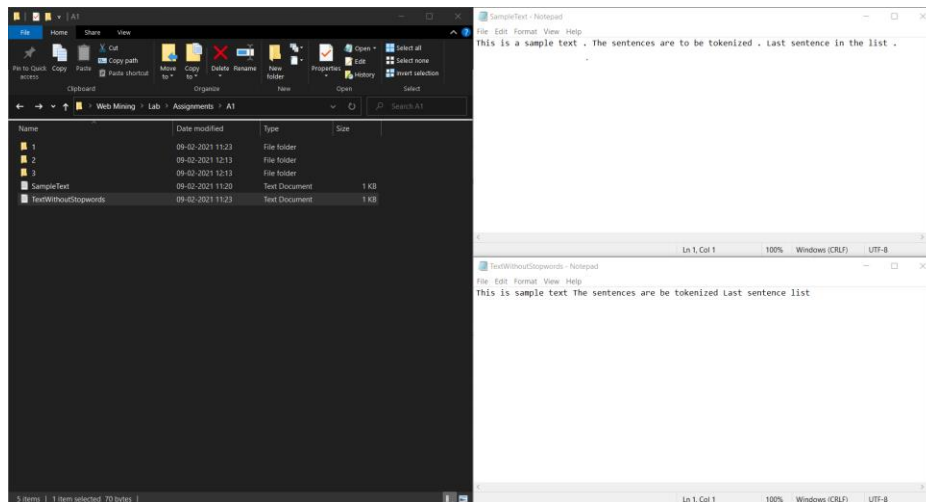 A1
File Home Share View
Pin to Quick access
Copy
Paste
Cut
Copy path
Paste shortcut
Move to
Copy to
Delete
Rename
New folder
Properties
Open
Edit
History
Select all
Select none
Invert selection
Clipboard Organize New Open Select
Web Mining > Lab > Assignments > A1
Search A1
Name Date modified Type Size
1 09-02-2021 11:23 File folder
2 09-02-2021 12:13 File folder
3 09-02-2021 12:13 File folder
SampleText 09-02-2021 11:20 Text Document 1 KB
TextWithoutStopwords 09-02-2021 11:23 Text Document 1 KB
5 items | 1 item selected 70 bytes |
SampleText - Notepad
File Edit Format View Help
This is a sample text . The sentences are to be tokenized . Last sentence in the list .
.
Ln 1, Col 1 100% Windows (CRLF) UTF-8
TextWithoutStopwords - Notepad
File Edit Format View Help
This is sample text The sentences are be tokenized Last sentence list
Ln 1, Col 1 100% Windows (CRLF) UTF-8